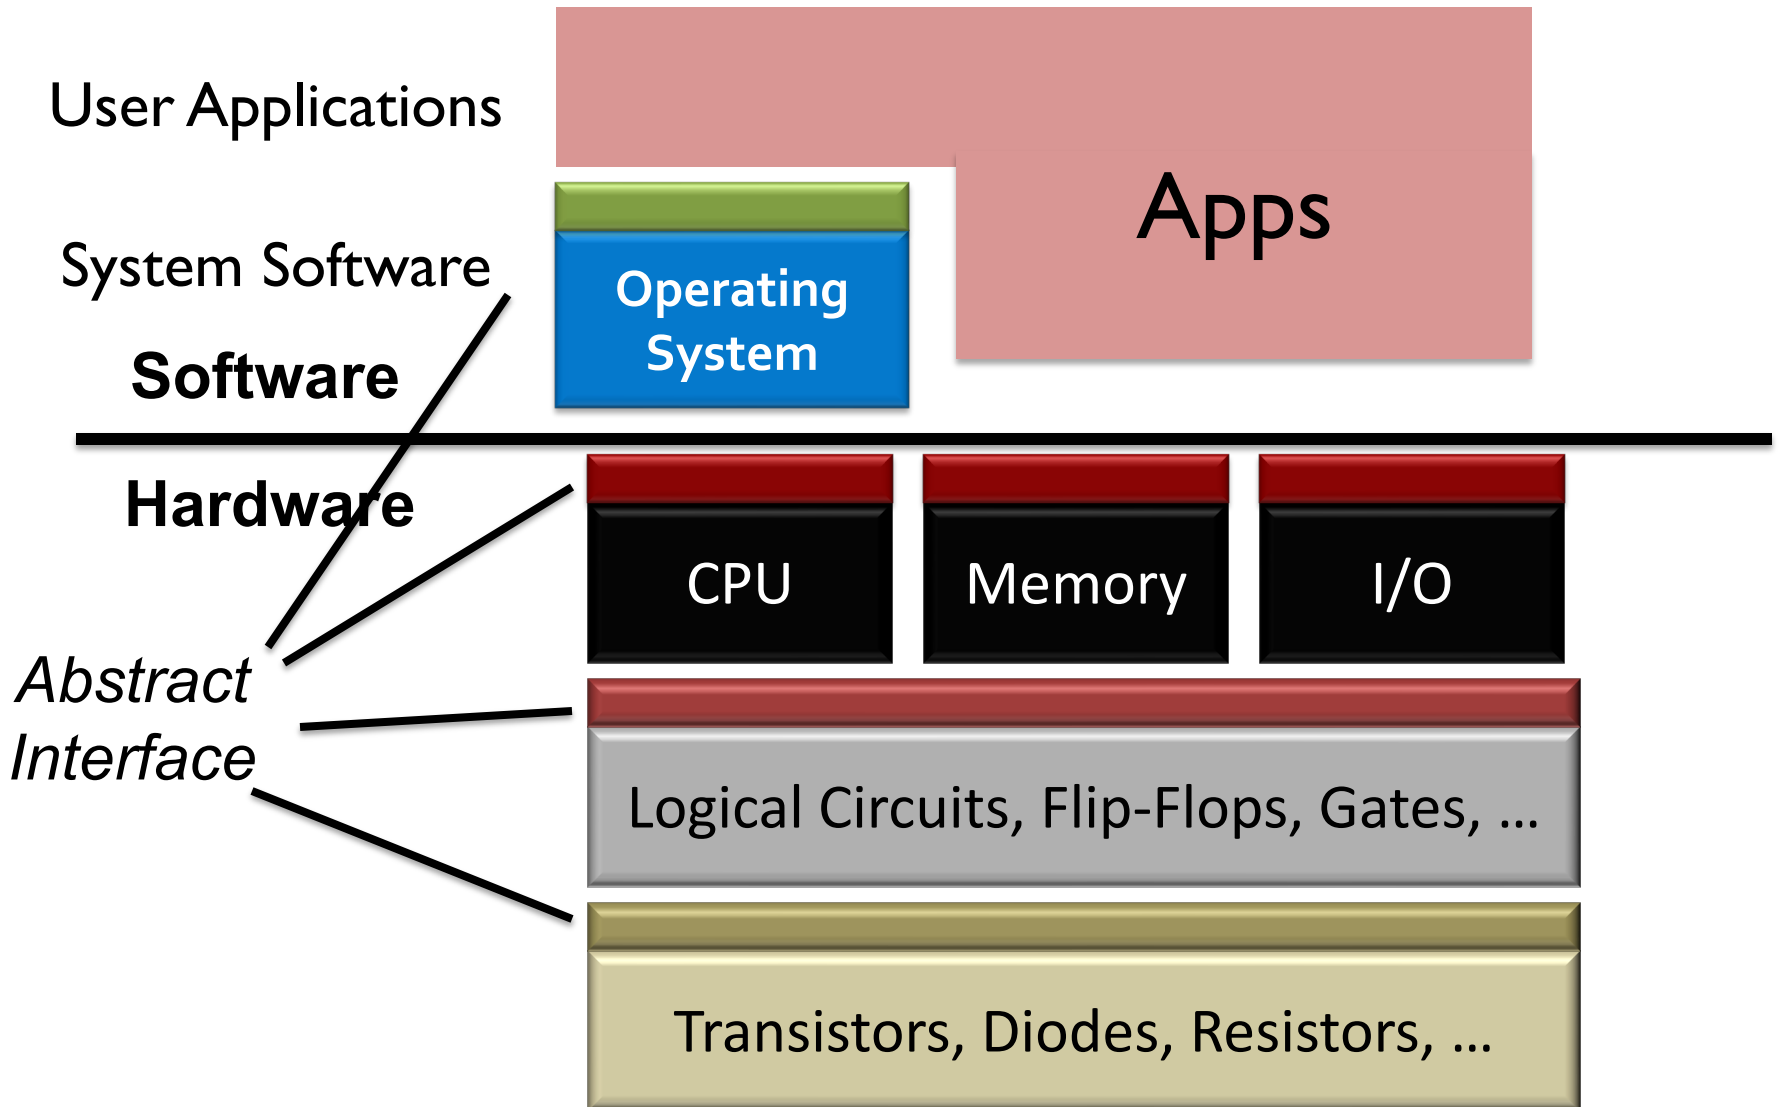 User Applications
Apps
System Software
Operating
System
Software
Hardware
CPU
Memory
I/O
Abstract
Interface
Logical Circuits, Flip-Flops, Gates, ...
Transistors, Diodes, Resistors, ...